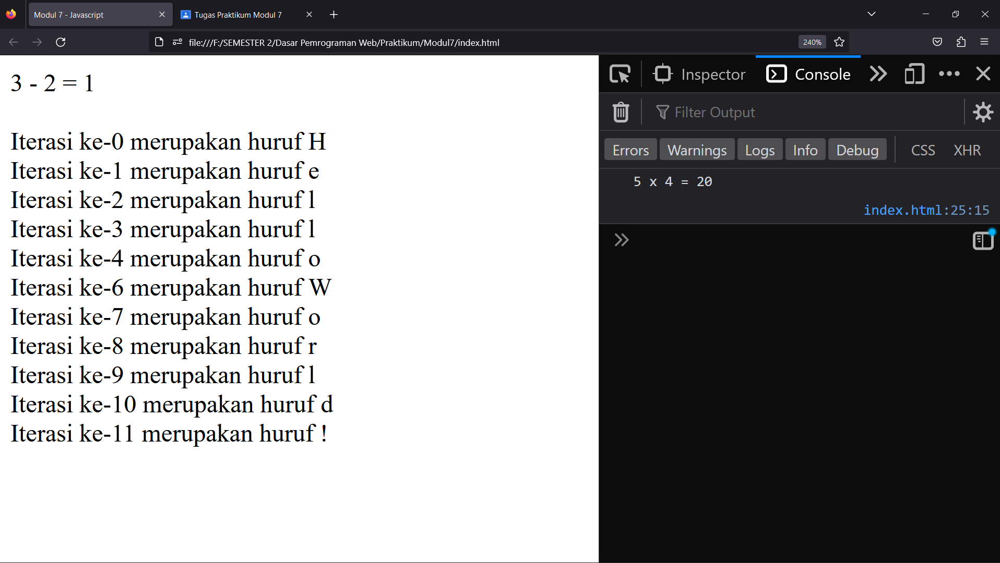 Modul 7 - Javascript
Tugas Praktikum Modul 7
file:///F:/SEMESTER 2/Dasar Pemrograman Web/Praktikum/Modul7/index.html
240%
3 - 2 = 1
Iterasi ke-0 merupakan huruf H
Iterasi ke-1 merupakan huruf e
Iterasi ke-2 merupakan huruf l
Iterasi ke-3 merupakan huruf l
Iterasi ke-4 merupakan huruf o
Iterasi ke-6 merupakan huruf W
Iterasi ke-7 merupakan huruf o
Iterasi ke-8 merupakan huruf r
Iterasi ke-9 merupakan huruf l
Iterasi ke-10 merupakan huruf d
Iterasi ke-11 merupakan huruf !
Inspector Console
Filter Output
Errors Warnings Logs Info Debug CSS XHR
5 x 4 = 20
index.html:25:15